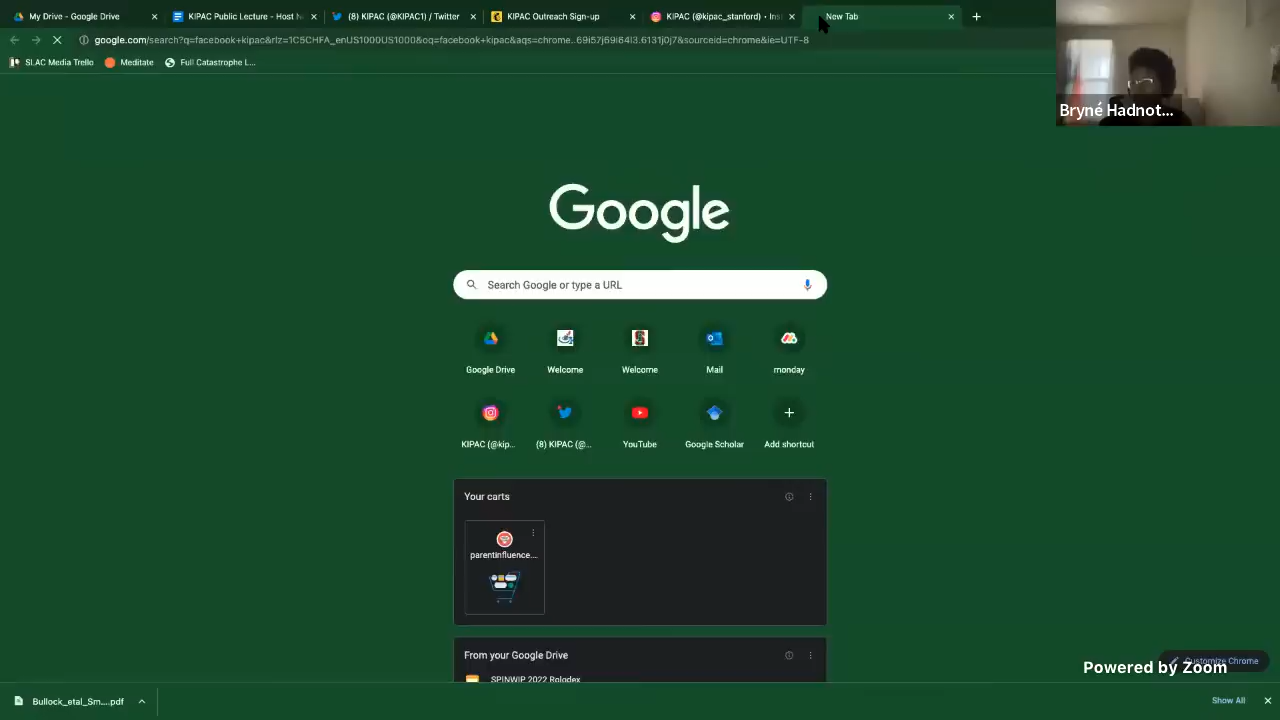 My Drive - Google Drive
KIPAC Public Lecture - Host N
(8) KIPAC (@KIPAC1) / Twitter
KIPAC Outreach Sign-up
KIPAC (@kipac_stanford) • Ins
New Tab
google.com/search?q=facebook+kipac&rlz=1C5CHFA_enUS1000US1000&oq=facebook+kipac&aqs=chrome..69i57j69i64l3.6131j0j7&sourceid=chrome&ie=UTF-8
SLAC Media Trello
Meditate
Full Catastrophe L...
Bryné Hadnot...
Google
Search Google or type a URL
Google Drive
Welcome
Welcome
Mail
monday
KIPAC (@kip...
(8) KIPAC (@...
YouTube
Google Scholar
Add shortcut
Your carts
parentinfluence...
From your Google Drive
SPINWIP 2022 Rolodex
Customize Chrome
Powered by Zoom
Bullock_etal_Sm....pdf
Show All